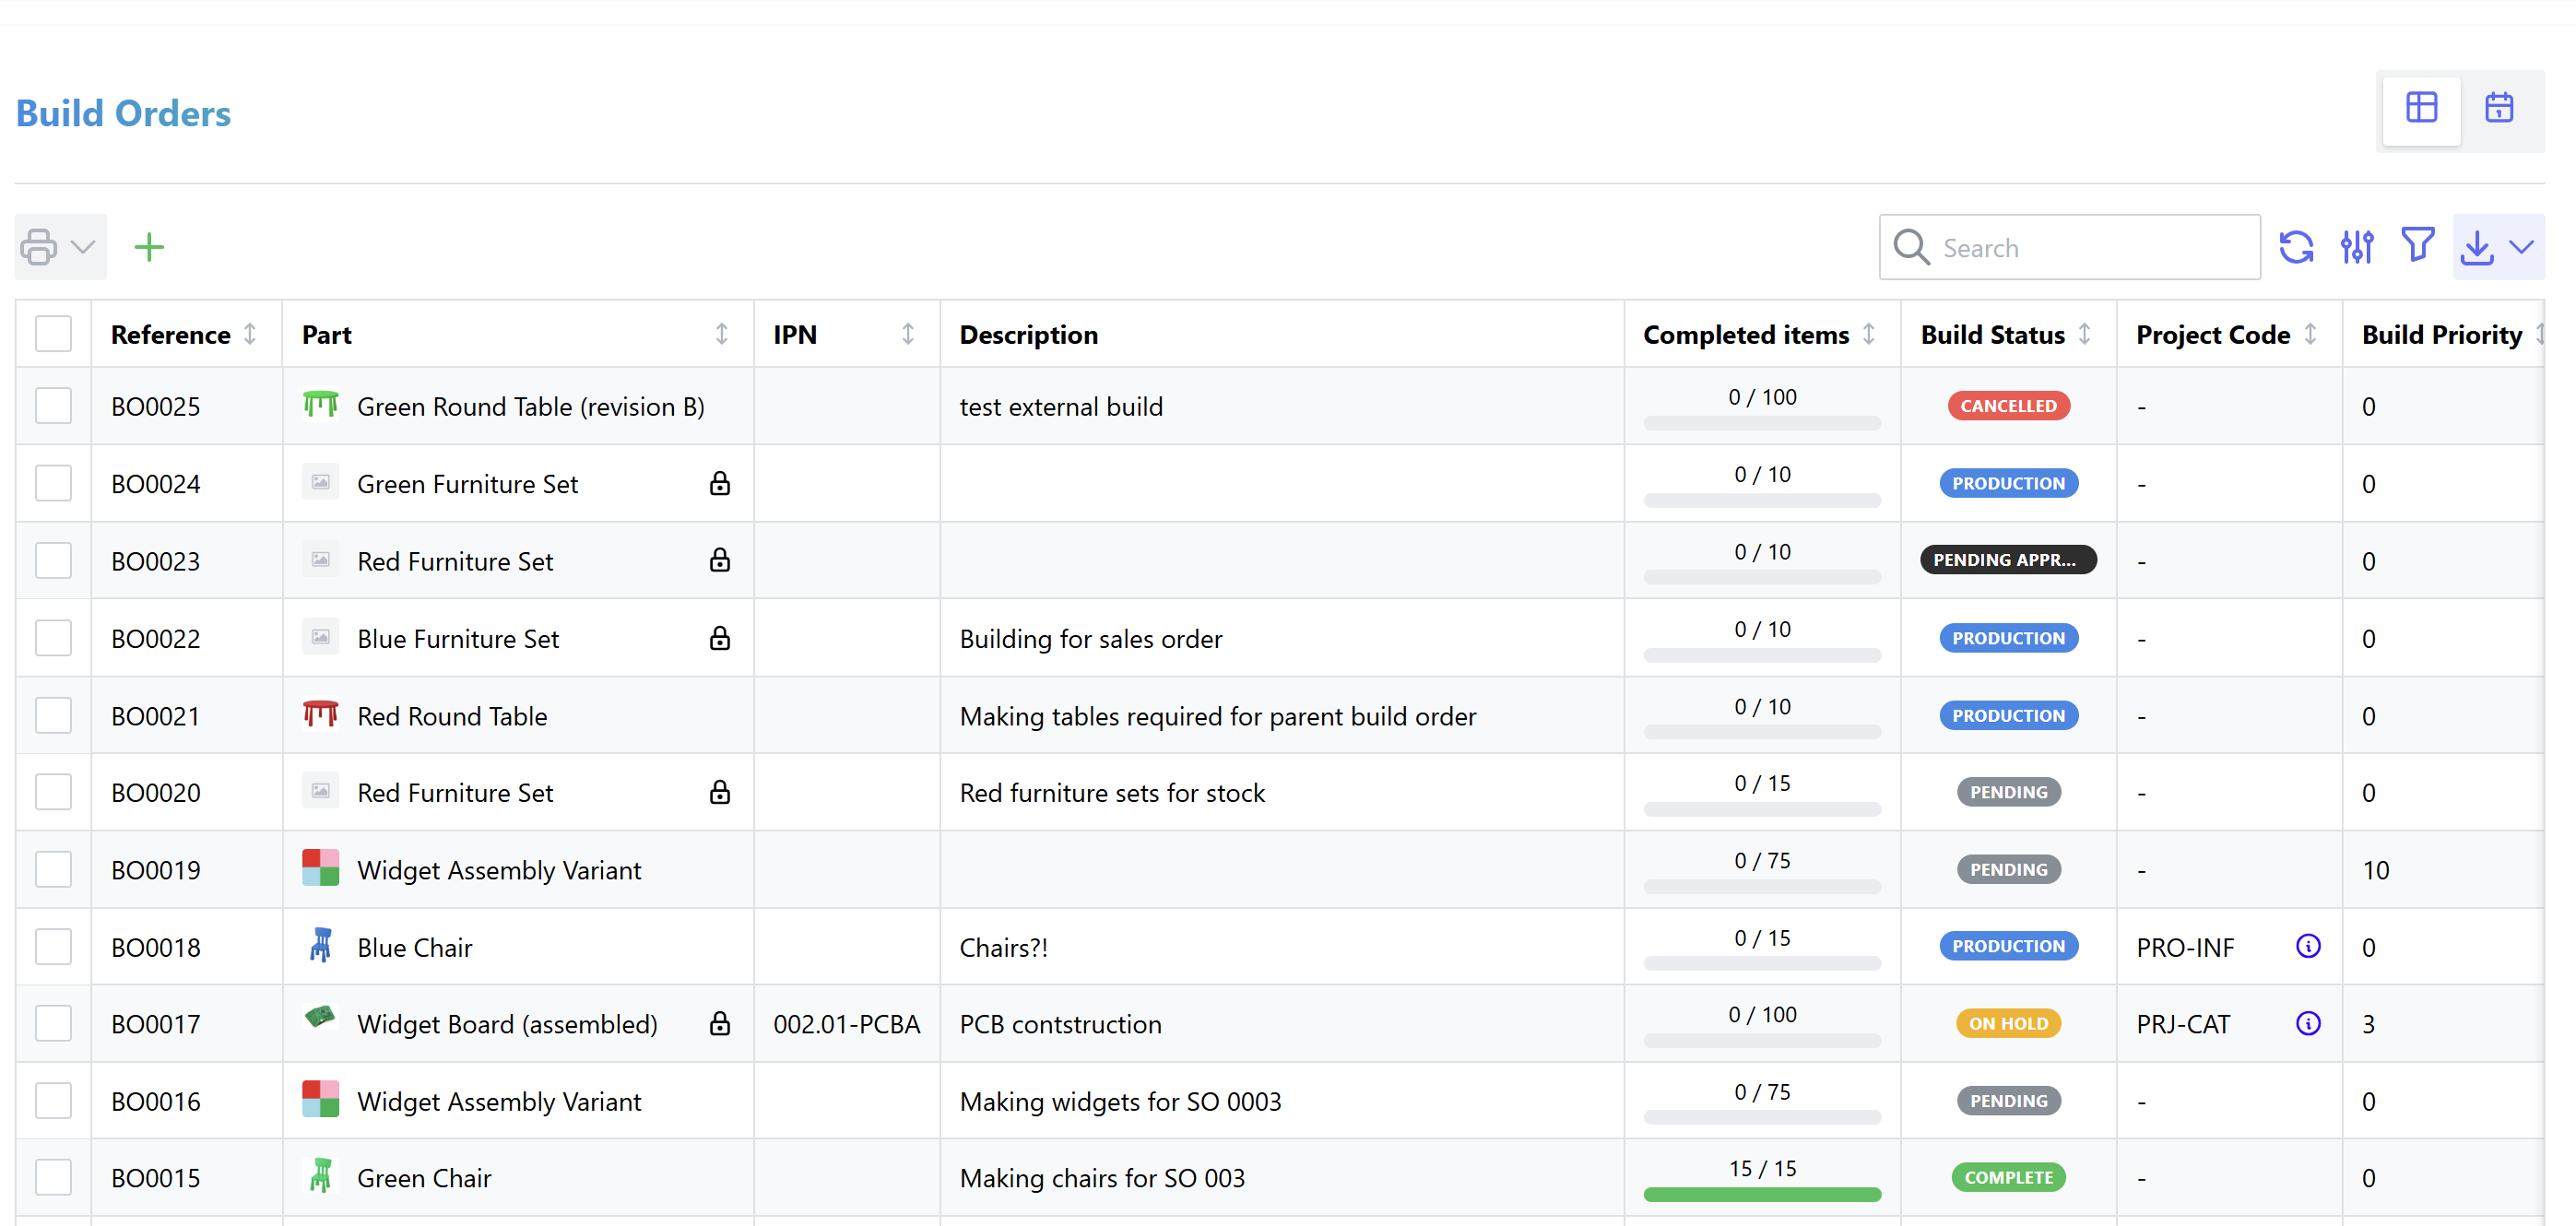 Build Orders
Search
Reference Part IPN Description Completed items Build Status Project Code Build Priority
BO0025 Green Round Table (revision B) test external build 0 / 100 CANCELLED - 0
BO0024 Green Furniture Set 0 / 10 PRODUCTION - 0
BO0023 Red Furniture Set 0 / 10 PENDING APPR... - 0
BO0022 Blue Furniture Set Building for sales order 0 / 10 PRODUCTION - 0
BO0021 Red Round Table Making tables required for parent build order 0 / 10 PRODUCTION - 0
BO0020 Red Furniture Set Red furniture sets for stock 0 / 15 PENDING - 0
BO0019 Widget Assembly Variant 0 / 75 PENDING - 10
BO0018 Blue Chair Chairs?! 0 / 15 PRODUCTION PRO-INF 0
BO0017 Widget Board (assembled) 002.01-PCBA PCB contstruction 0 / 100 ON HOLD PRJ-CAT 3
BO0016 Widget Assembly Variant Making widgets for SO 0003 0 / 75 PENDING - 0
BO0015 Green Chair Making chairs for SO 003 15 / 15 COMPLETE - 0